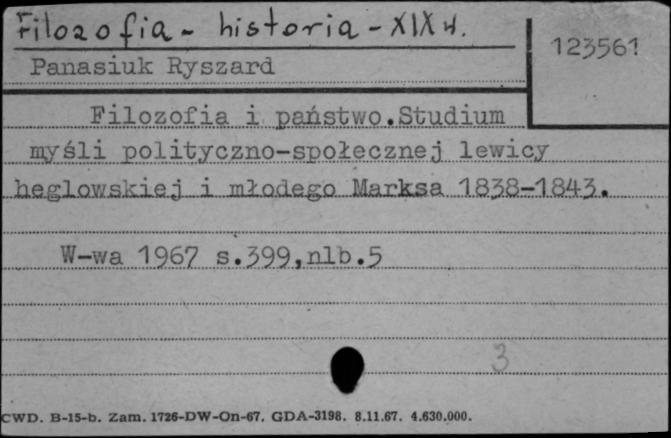 Filozofia - historia - XIX w.
123561
Panasiuk Ryszard
Filozofia i państwo.Studium
myśli polityczno-społecznej lewicy
heglowskiej i młodego Marksa 1838-1843.
W-wa 1967 s.399,nlb.5
3
CWD. B-15-b. Zam. 1726-DW-On-67. GDA-3198. 8.11.67. 4.630.000.